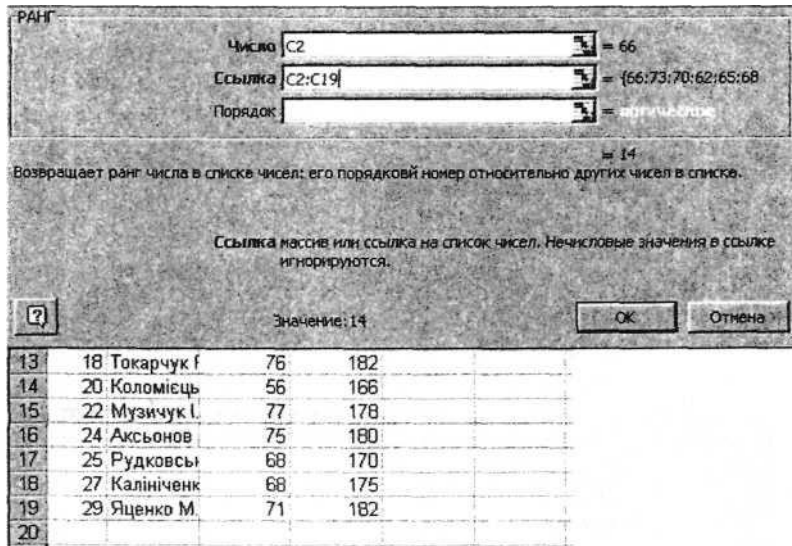 РАНГ
Число C2 = 66
Ссылка C2:C19 = {66:73:70:62:65:68
Порядок =
= 14
Возвращает ранг числа в списке чисел: его порядковй номер относительно других чисел в списке.
Ссылка массив или ссылка на список чисел. Нечисловые значения в ссылке
игнорируются.
Значение:14 OK Отмена
13 18 Токарчук 76 182
14 20 Коломієць 56 166
15 22 Музичук 77 178
16 24 Аксьонов 75 180
17 25 Рудковсы 68 170
18 27 Калініченк 68 175
19 29 Яценко М. 71 182
20